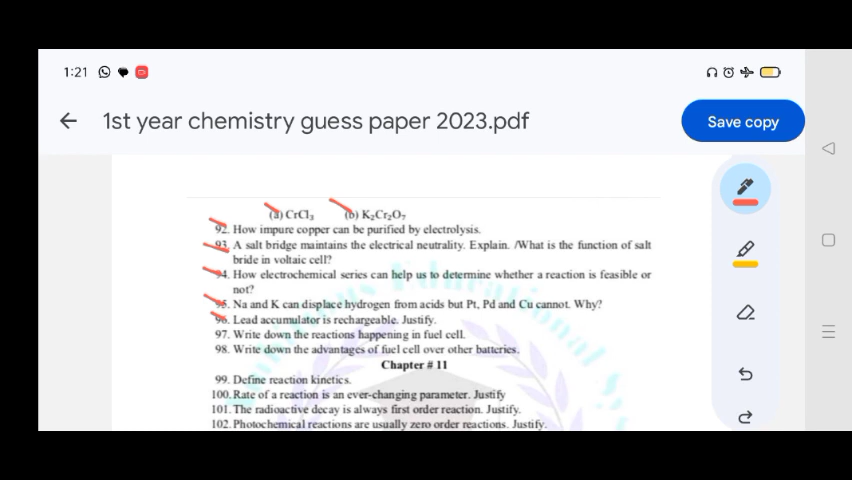 1:21
1st year chemistry guess paper 2023.pdf
Save copy
(a) CrCl₃ (b) K₂Cr₂O₇
92. How impure copper can be purified by electrolysis.
93. A salt bridge maintains the electrical neutrality. Explain. /What is the function of salt
bride in voltaic cell?
94. How electrochemical series can help us to determine whether a reaction is feasible or
not?
95. Na and K can displace hydrogen from acids but Pt, Pd and Cu cannot. Why?
96. Lead accumulator is rechargeable. Justify.
97. Write down the reactions happening in fuel cell.
98. Write down the advantages of fuel cell over other batteries.
Chapter # 11
99. Define reaction kinetics.
100. Rate of a reaction is an ever-changing parameter. Justify
101. The radioactive decay is always first order reaction. Justify.
102. Photochemical reactions are usually zero order reactions. Justify.